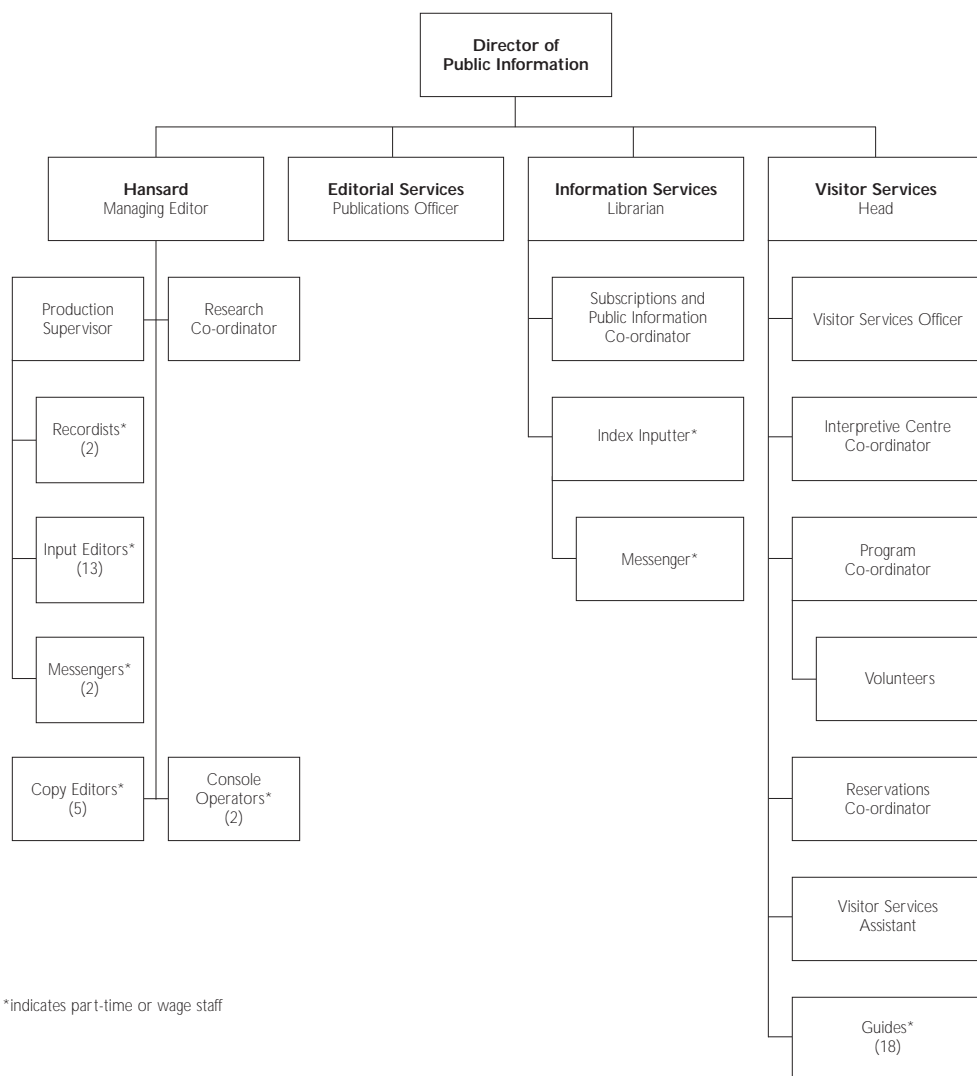 Director of
Public Information
Hansard
Managing Editor
Editorial Services
Publications Officer
Information Services
Librarian
Visitor Services
Head
Production
Supervisor
Research
Co-ordinator
Recordists*
(2)
Input Editors*
(13)
Messengers*
(2)
Copy Editors*
(5)
Console
Operators*
(2)
Subscriptions and
Public Information
Co-ordinator
Index Inputter*
Messenger*
Visitor Services Officer
Interpretive Centre
Co-ordinator
Program
Co-ordinator
Volunteers
Reservations
Co-ordinator
Visitor Services
Assistant
Guides*
(18)
*indicates part-time or wage staff